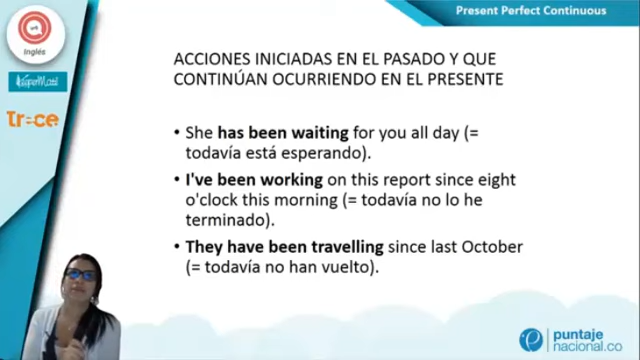 Present Perfect Continuous
Inglés
Trece
ACCIONES INICIADAS EN EL PASADO Y QUE
CONTINÚAN OCURRIENDO EN EL PRESENTE
• She has been waiting for you all day (=
todavía está esperando).
• I've been working on this report since eight
o'clock this morning (= todavía no lo he
terminado).
• They have been travelling since last October
(= todavía no han vuelto).
puntaje
nacional.co